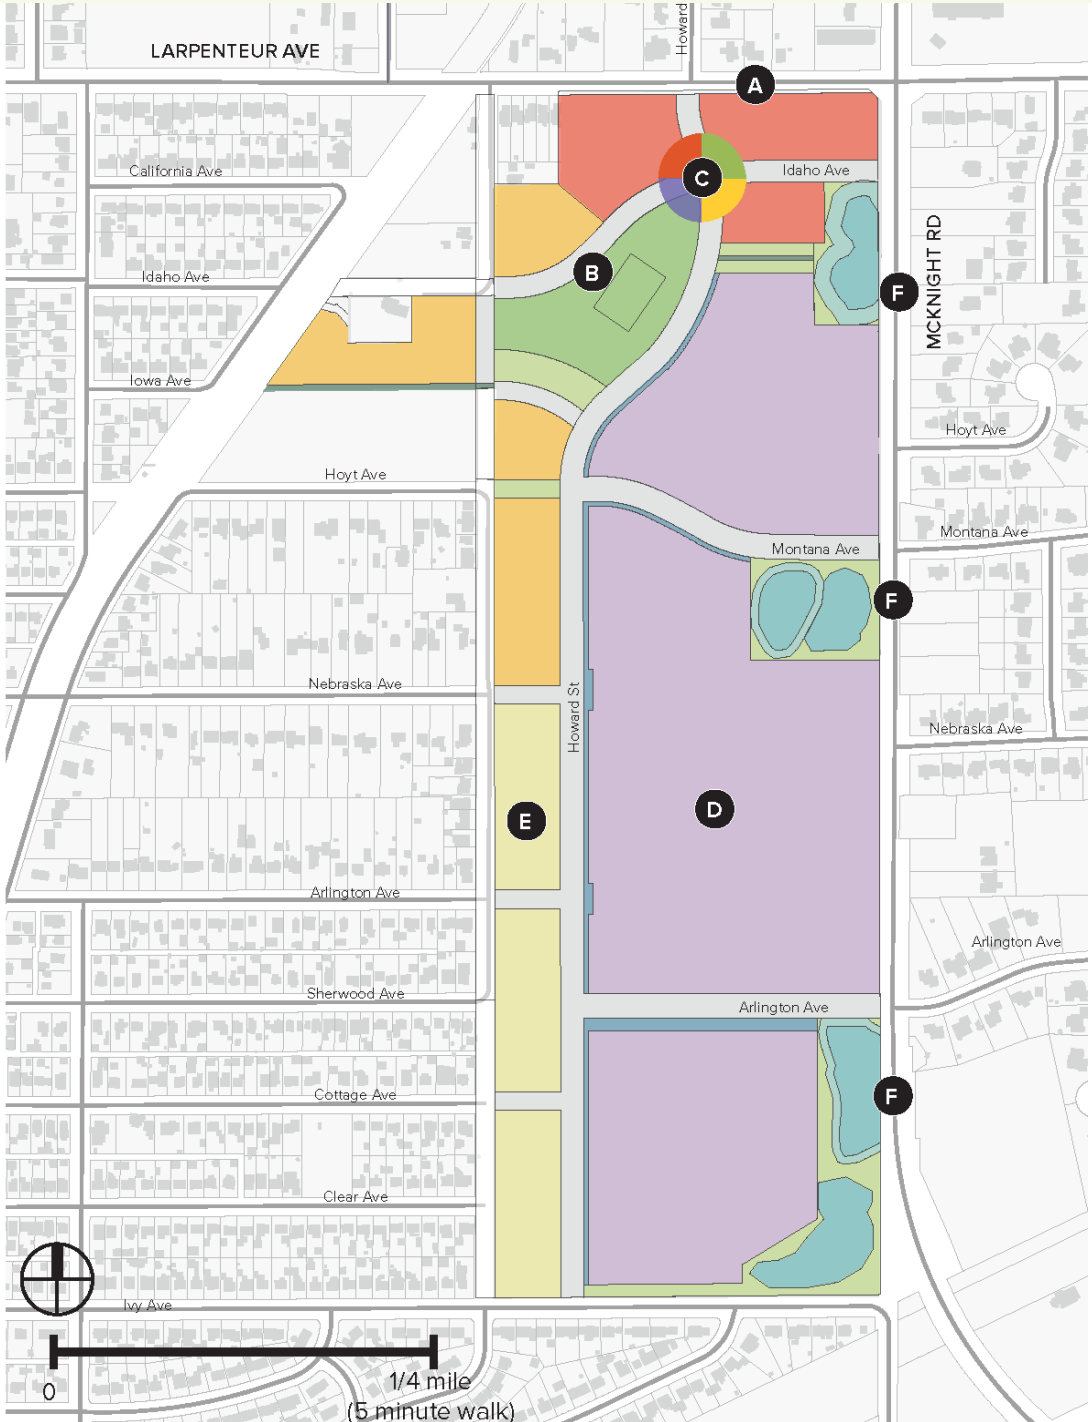 Howard
LARPENTEUR AVE
A
California Ave
C
Idaho Ave
MCKNIGHT RD
Idaho Ave
B
F
Iowa Ave
Hoyt Ave
Hoyt Ave
Montana Ave
Montana Ave
F
Nebraska Ave
Howard St
Nebraska Ave
D
E
Arlington Ave
Arlington Ave
Sherwood Ave
Arlington Ave
Cottage Ave
F
Clear Ave
Ivy Ave
0
1/4 mile
(5 minute walk)